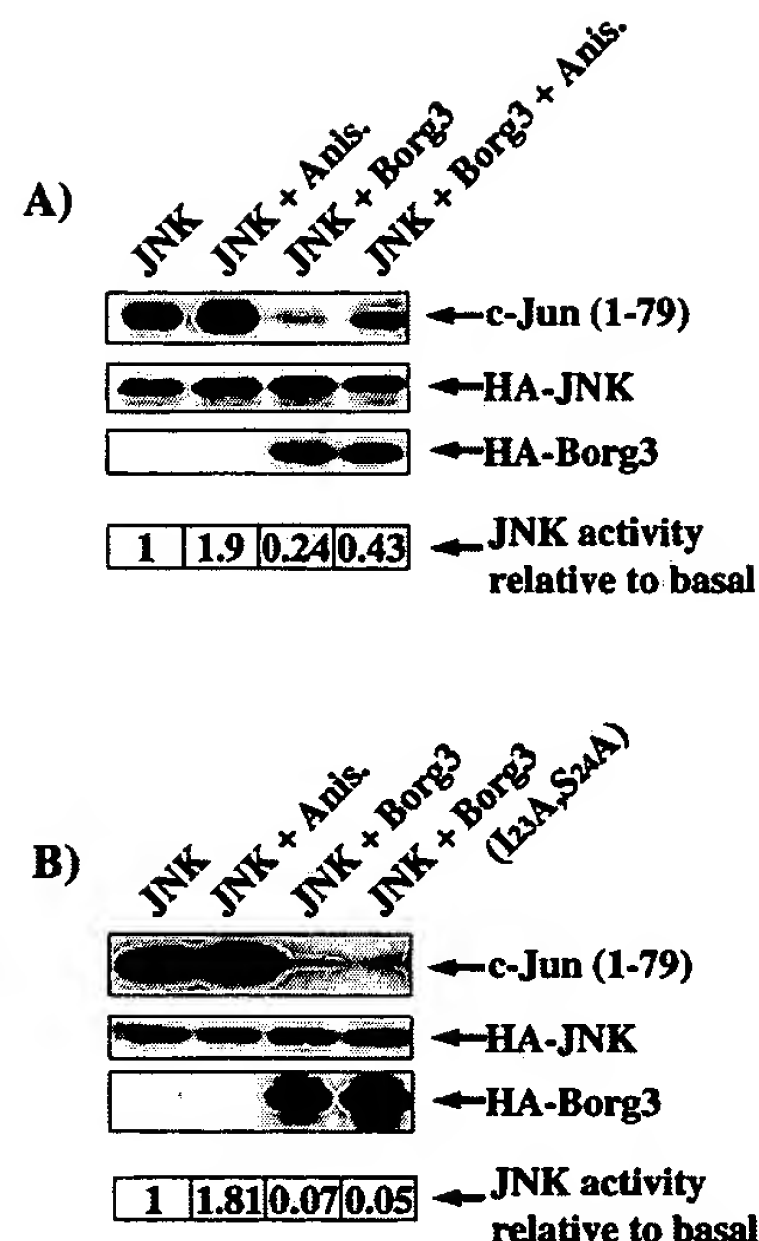 A)
JNK
JNK + Anis.
JNK + Borg3
JNK + Borg3 + Anis.
c-Jun (1-79)
HA-JNK
HA-Borg3
1 1.9 0.24 0.43
JNK activity
relative to basal
B)
JNK
JNK + Anis.
JNK + Borg3
JNK + Borg3
(I23A,S24A)
c-Jun (1-79)
HA-JNK
HA-Borg3
1 1.81 0.07 0.05
JNK activity
relative to basal